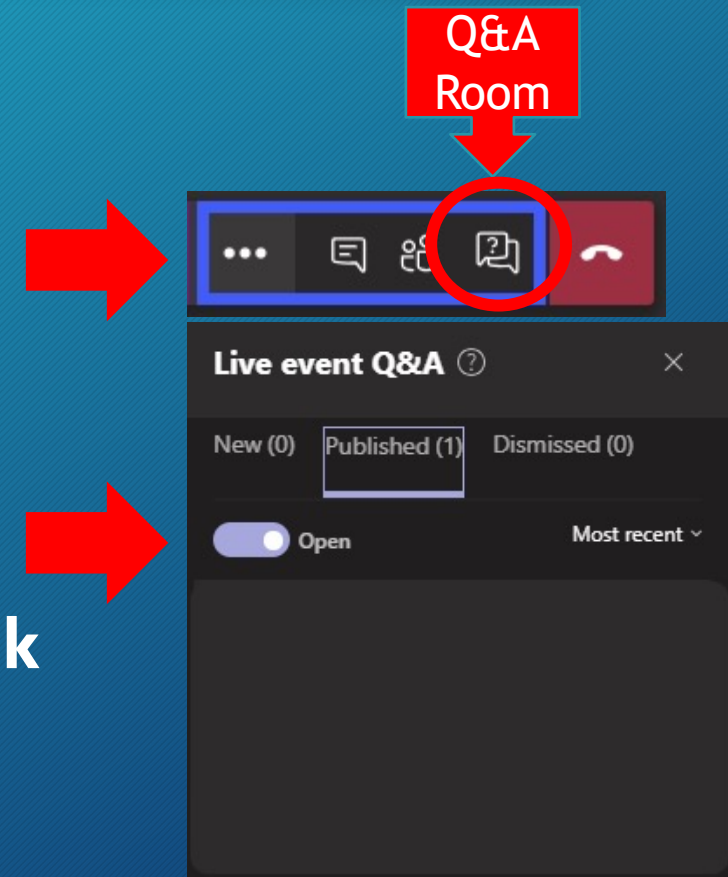 Q&A
Room
Live event Q&A ?
New (0) Published (1) Dismissed (0)
Open Most recent
k